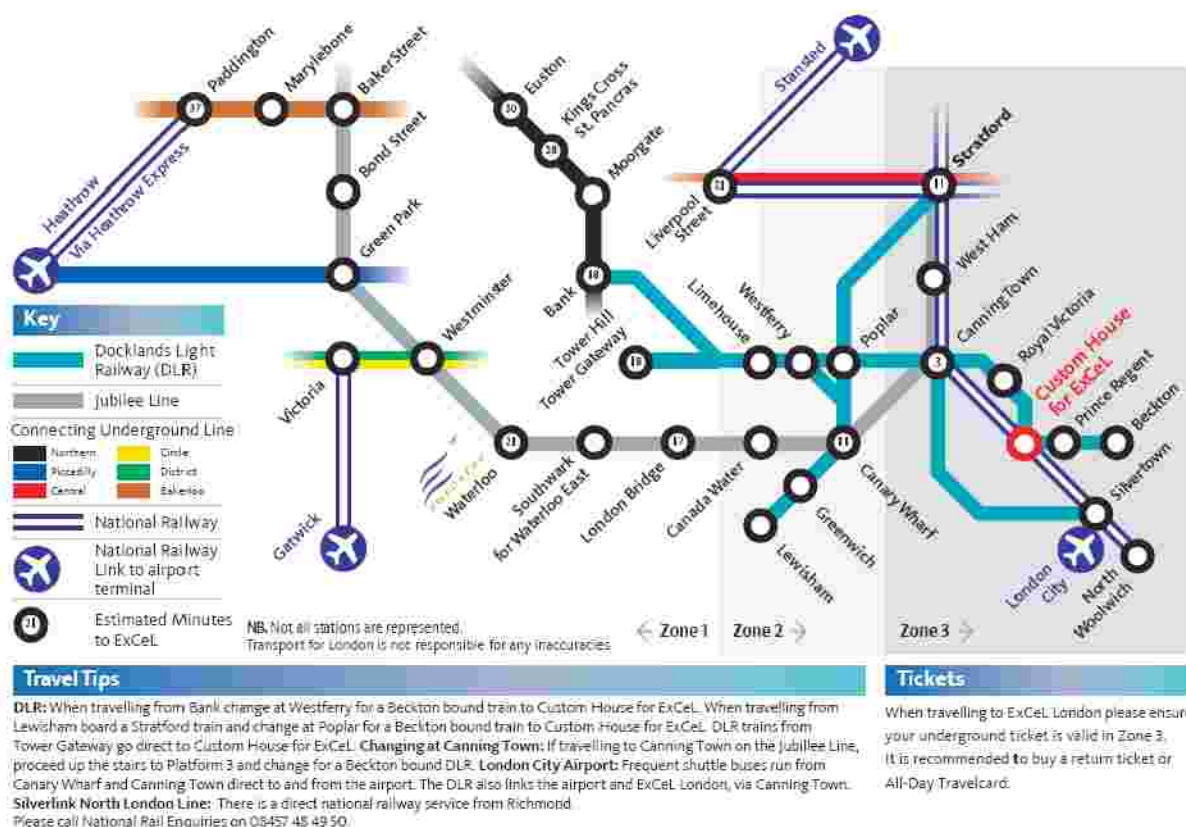 Paddington
Marylebone
BakerStreet
Bond Street
Green Park
Heathrow
Via Heathrow Express
Euston
Kings Cross
St. Pancras
Moorgate
Bank
Stansted
Liverpool
Street
Stratford
West Ham
CanningTown
Royal Victoria
Custom House
for ExCeL
Prince Regent
Beckton
Silvertown
London
City
North
Woolwich
Limehouse
Westferry
Poplar
Tower Hill
Tower Gateway
Westminster
Victoria
Gatwick
Waterloo
Southwark
for Waterloo East
London Bridge
Canada Water
Canary Wharf
Greenwich
Lewisham
37
30
18
21
11
3
21
17
Key
Docklands Light
Railway (DLR)
Jubilee Line
Connecting Underground Line
Northern
Circle
Piccadilly
District
Central
Bakerloo
National Railway
National Railway
Link to airport
terminal
21
Estimated Minutes
to ExCeL
NB. Not all stations are represented.
Transport for London is not responsible for any inaccuracies
Zone 1
Zone 2
Zone 3
Travel Tips
DLR: When travelling from Bank change at Westferry for a Beckton bound train to Custom House for ExCeL. When travelling from
Lewisham board a Stratford train and change at Poplar for a Beckton bound train to Custom House for ExCeL. DLR trains from
Tower Gateway go direct to Custom House for ExCeL. Changing at Canning Town: If travelling to Canning Town on the Jubilee Line,
proceed up the stairs to Platform 3 and change for a Beckton bound DLR. London City Airport: Frequent shuttle buses run from
Canary Wharf and Canning Town direct to and from the airport. The DLR also links the airport and ExCeL London, via Canning Town.
Silverlink North London Line: There is a direct national railway service from Richmond.
Please call National Rail Enquiries on 08457 48 49 50.
Tickets
When travelling to ExCeL London please ensure
your underground ticket is valid in Zone 3.
It is recommended to buy a return ticket or
All-Day Travelcard.